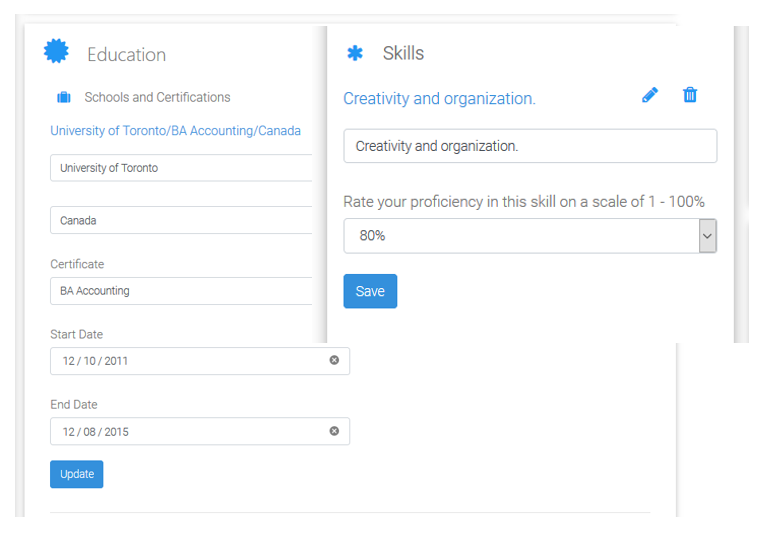 Education
Schools and Certifications
University of Toronto/BA Accounting/Canada
University of Toronto
Canada
Certificate
BA Accounting
Start Date
12 / 10 / 2011
End Date
12 / 08 / 2015
Update
Skills
Creativity and organization.
Creativity and organization.
Rate your proficiency in this skill on a scale of 1 - 100%
80%
Save